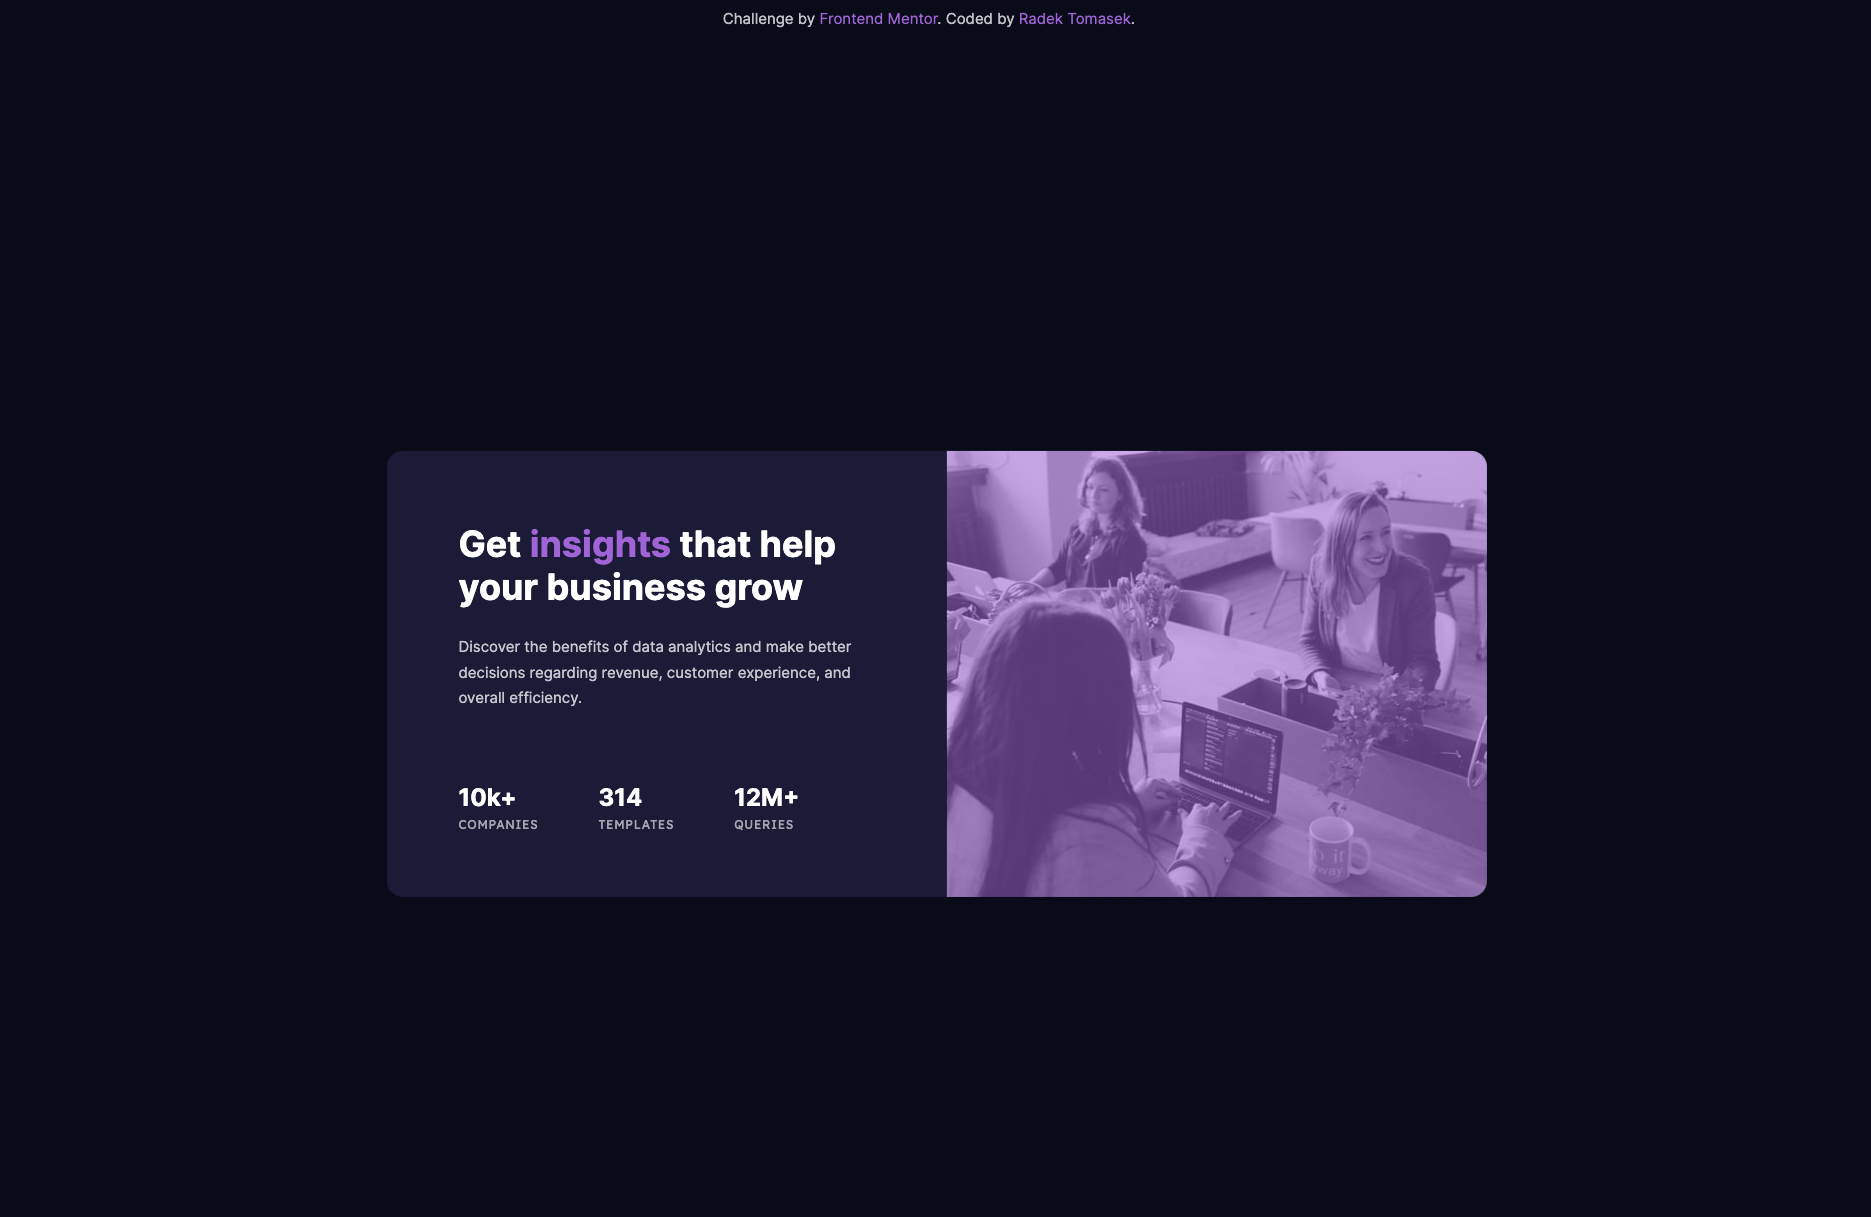 Challenge by Frontend Mentor. Coded by Radek Tomasek.
Get insights that help
your business grow
Discover the benefits of data analytics and make better
decisions regarding revenue, customer experience, and
overall efficiency.
10k+ 314 12M+
COMPANIES TEMPLATES QUERIES